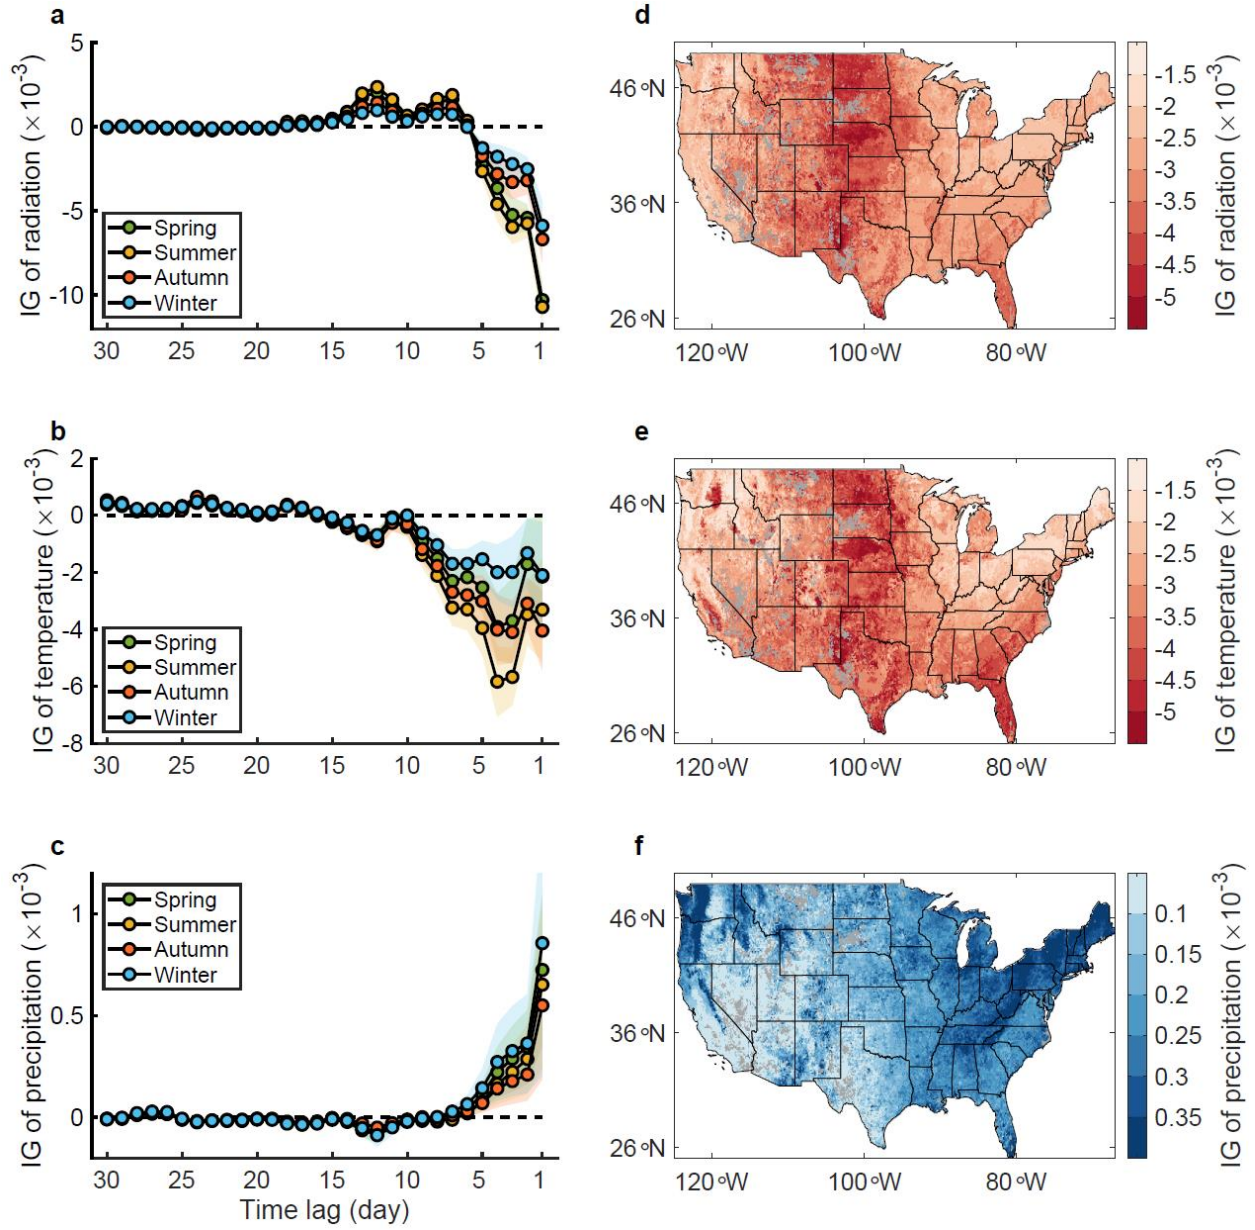 a
IG of radiation (×10⁻³)
5
0
-5
-10
Spring
Summer
Autumn
Winter
30 25 20 15 10 5 1
d
46°N
36°N
26°N
120°W 100°W 80°W
-1.5
-2
-2.5
-3
-3.5
-4
-4.5
-5
IG of radiation (×10⁻³)
b
IG of temperature (×10⁻³)
2
0
-2
-4
-6
-8
Spring
Summer
Autumn
Winter
30 25 20 15 10 5 1
e
46°N
36°N
26°N
120°W 100°W 80°W
-1.5
-2
-2.5
-3
-3.5
-4
-4.5
-5
IG of temperature (×10⁻³)
c
IG of precipitation (×10⁻³)
1
0.5
0
Spring
Summer
Autumn
Winter
30 25 20 15 10 5 1
Time lag (day)
f
46°N
36°N
26°N
120°W 100°W 80°W
0.1
0.15
0.2
0.25
0.3
0.35
IG of precipitation (×10⁻³)